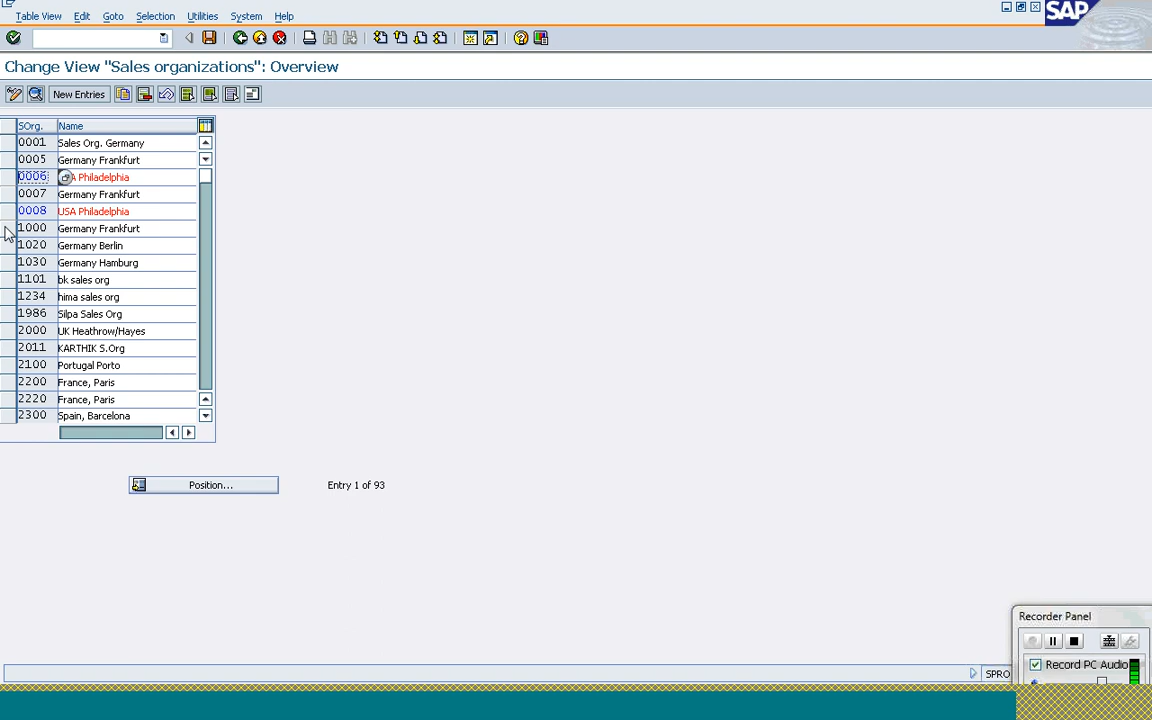 Table View Edit Goto Selection Utilities System Help
SAP
Change View "Sales organizations": Overview
New Entries
SOrg. Name
0001 Sales Org. Germany
0005 Germany Frankfurt
0006 Philadelphia
0007 Germany Frankfurt
0008 USA Philadelphia
1000 Germany Frankfurt
1020 Germany Berlin
1030 Germany Hamburg
1101 bk sales org
1234 hima sales org
1986 Silpa Sales Org
2000 UK Heathrow/Hayes
2011 KARTHIK S.Org
2100 Portugal Porto
2200 France, Paris
2220 France, Paris
2300 Spain, Barcelona
Position... Entry 1 of 93
Recorder Panel
Record PC Audio
SPRO